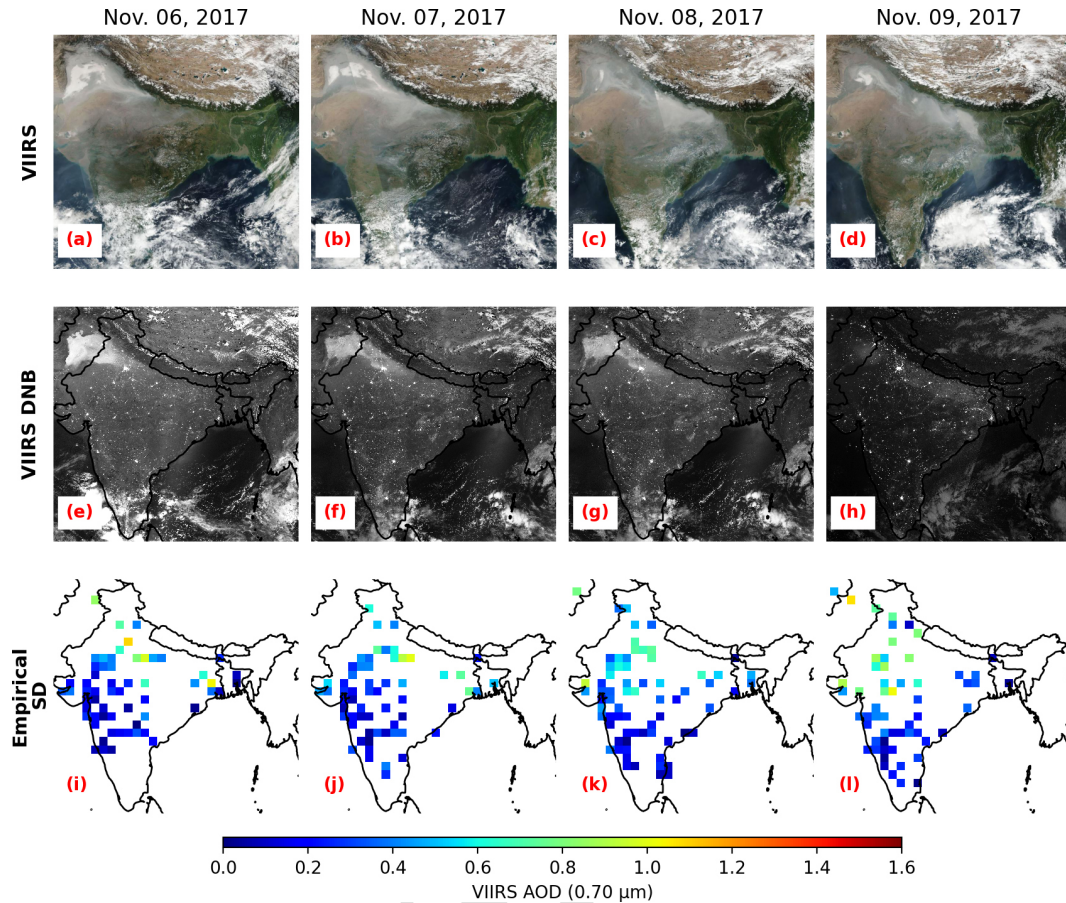 Nov. 06, 2017
Nov. 07, 2017
Nov. 08, 2017
Nov. 09, 2017
VIIRS
(a)
(b)
(c)
(d)
VIIRS DNB
(e)
(f)
(g)
(h)
Empirical
SD
(i)
(j)
(k)
(l)
0.0 0.2 0.4 0.6 0.8 1.0 1.2 1.4 1.6
VIIRS AOD (0.70 μm)